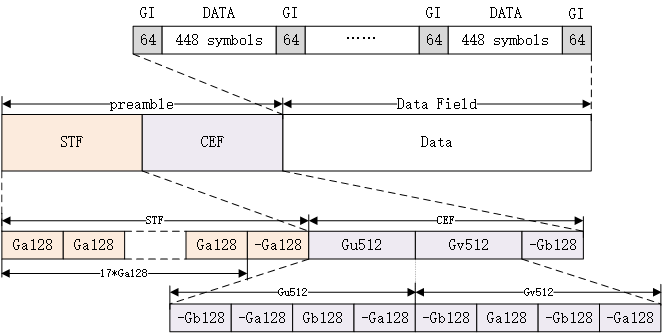 GI DATA GI GI DATA GI
64 448 symbols 64 …… 64 448 symbols 64
preamble Data Field
STF CEF Data
STF CEF
Ga128 Ga128 Ga128 -Ga128 Gu512 Gv512 -Gb128
17*Ga128
Gu512 Gv512
-Gb128 -Ga128 Gb128 -Ga128 -Gb128 Ga128 -Gb128 -Ga128